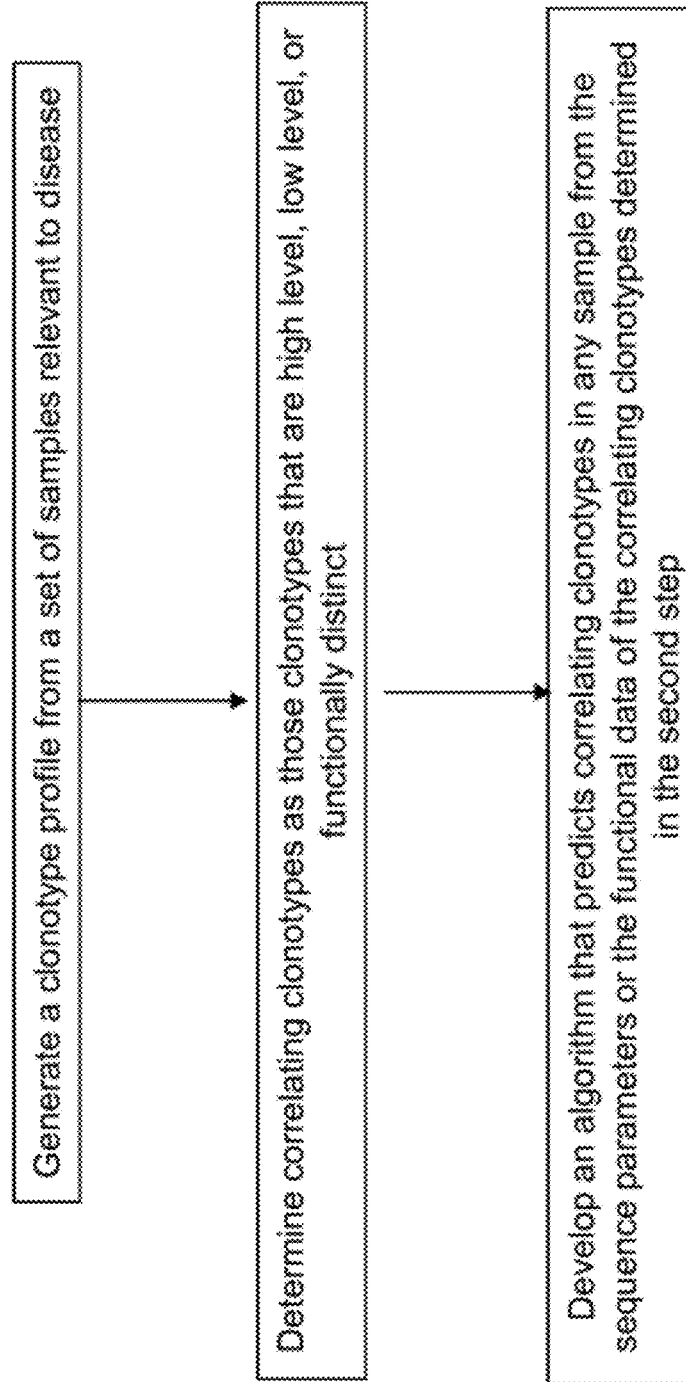 Generate a clonotype profile from a set of samples relevant to disease
Determine correlating clonotypes as those clonotypes that are high level, low level, or
functionally distinct
Develop an algorithm that predicts correlating clonotypes in any sample from the
sequence parameters or the functional data of the correlating clonotypes determined
in the second step